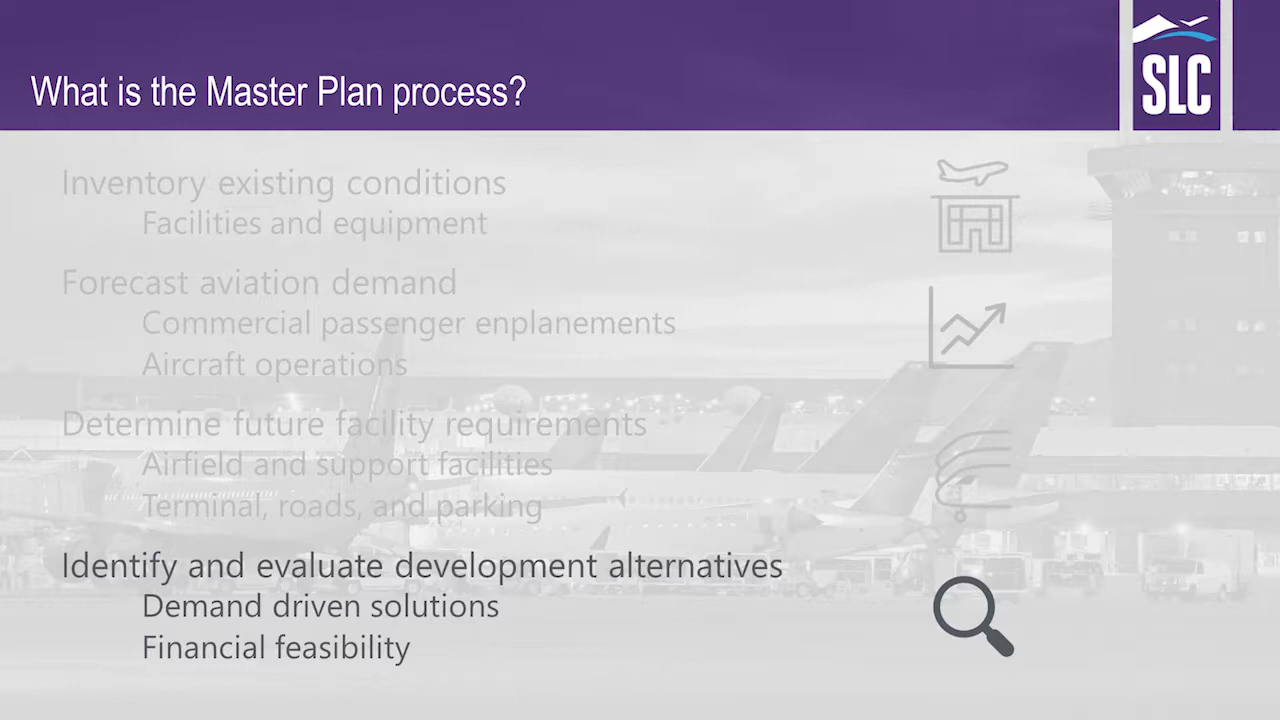 What is the Master Plan process?
SLC
Inventory existing conditions
Facilities and equipment
Forecast aviation demand
Commercial passenger enplanements
Aircraft operations
Determine future facility requirements
Airfield and support facilities
Terminal, roads, and parking
Identify and evaluate development alternatives
Demand driven solutions
Financial feasibility